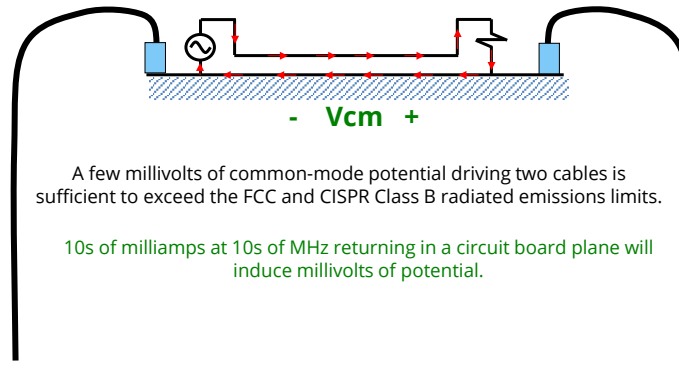 - Vcm +
A few millivolts of common-mode potential driving two cables is
sufficient to exceed the FCC and CISPR Class B radiated emissions limits.
10s of milliamps at 10s of MHz returning in a circuit board plane will
induce millivolts of potential.